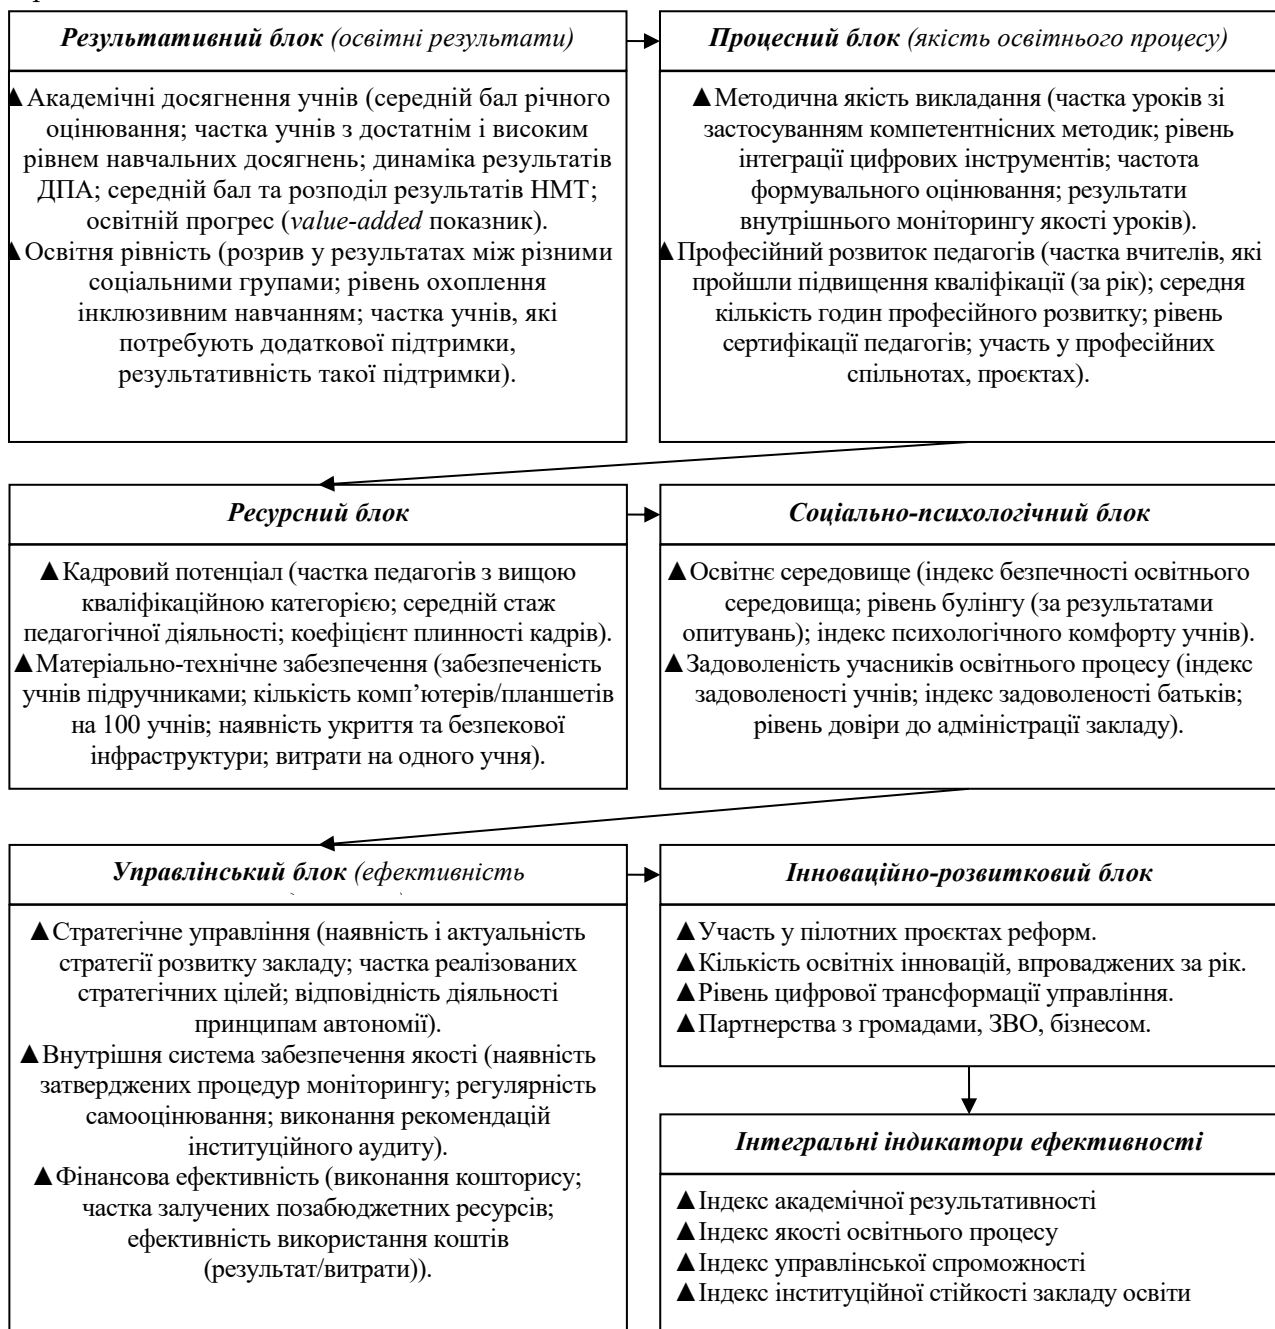 Результативний блок (освітні результати)
▲Академічні досягнення учнів (середній бал річного
оцінювання; частка учнів з достатнім і високим
рівнем навчальних досягнень; динаміка результатів
ДПА; середній бал та розподіл результатів НМТ;
освітній прогрес (value-added показник).
▲Освітня рівність (розрив у результатах між різними
соціальними групами; рівень охоплення
інклюзивним навчанням; частка учнів, які
потребують додаткової підтримки,
результативність такої підтримки).
Процесний блок (якість освітнього процесу)
▲Методична якість викладання (частка уроків зі
застосуванням компетентнісних методик; рівень
інтеграції цифрових інструментів; частота
формувального оцінювання; результати
внутрішнього моніторингу якості уроків).
▲Професійний розвиток педагогів (частка вчителів, які
пройшли підвищення кваліфікації (за рік); середня
кількість годин професійного розвитку; рівень
сертифікації педагогів; участь у професійних
спільнотах, проєктах).
Ресурсний блок
▲Кадровий потенціал (частка педагогів з вищою
кваліфікаційною категорією; середній стаж
педагогічної діяльності; коефіцієнт плинності кадрів).
▲Матеріально-технічне забезпечення (забезпеченість
учнів підручниками; кількість комп’ютерів/планшетів
на 100 учнів; наявність укриття та безпекової
інфраструктури; витрати на одного учня).
Соціально-психологічний блок
▲Освітнє середовище (індекс безпечності освітнього
середовища; рівень булінгу (за результатами
опитувань); індекс психологічного комфорту учнів).
▲Задоволеність учасників освітнього процесу (індекс
задоволеності учнів; індекс задоволеності батьків;
рівень довіри до адміністрації закладу).
Управлінський блок (ефективність
▲Стратегічне управління (наявність і актуальність
стратегії розвитку закладу; частка реалізованих
стратегічних цілей; відповідність діяльності
принципам автономії).
▲Внутрішня система забезпечення якості (наявність
затверджених процедур моніторингу; регулярність
самооцінювання; виконання рекомендацій
інституційного аудиту).
▲Фінансова ефективність (виконання кошторису;
частка залучених позабюджетних ресурсів;
ефективність використання коштів
(результат/витрати)).
Інноваційно-розвитковий блок
▲Участь у пілотних проєктах реформ.
▲Кількість освітніх інновацій, впроваджених за рік.
▲Рівень цифрової трансформації управління.
▲Партнерства з громадами, ЗВО, бізнесом.
Інтегральні індикатори ефективності
▲Індекс академічної результативності
▲Індекс якості освітнього процесу
▲Індекс управлінської спроможності
▲Індекс інституційної стійкості закладу освіти